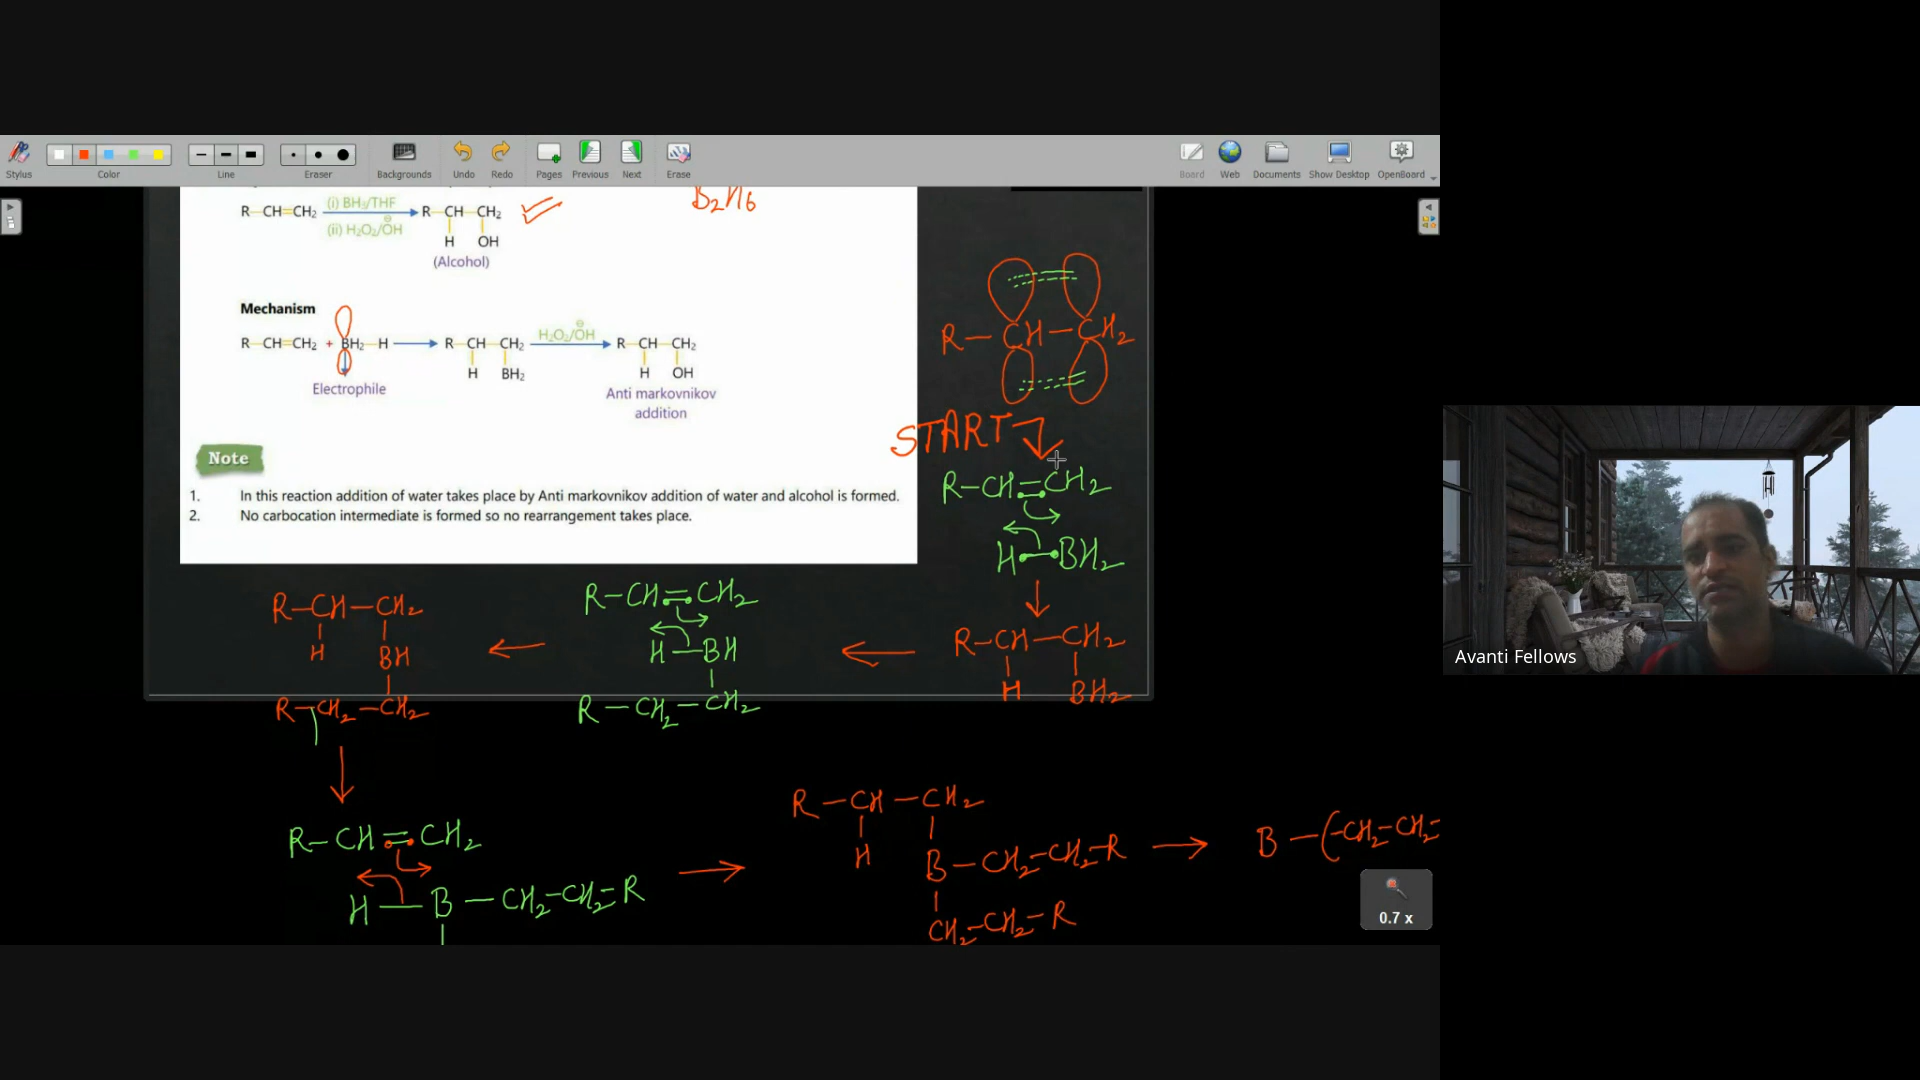 Stylus
Color
Line
Eraser
Backgrounds
Undo
Redo
Pages
Previous
Next
Erase
Board
Web
Documents
Show Desktop
OpenBoard
B2H6
R-CH=CH2 (i) BH3/THF (ii) H2O2/OH⊖ → R-CH-CH2
H OH
(Alcohol)
Mechanism
R-CH=CH2 + BH2-H → R-CH-CH2 H2O2/OH⊖ → R-CH-CH2
H BH2 H OH
Electrophile
Anti markovnikov
addition
Note
1. In this reaction addition of water takes place by Anti markovnikov addition of water and alcohol is formed.
2. No carbocation intermediate is formed so no rearrangement takes place.
R-CH-CH2
START
R-CH=CH2
H-BH2
R-CH-CH2
H BH2
←
R-CH=CH2
H-BH
R-CH2-CH2
←
R-CH-CH2
H BH
R-CH2-CH2
R-CH=CH2
H-B-CH2-CH2-R
→
R-CH-CH2
H B-CH2-CH2-R
CH2-CH2-R
→
B-(-CH2-CH2-
0.7 x
Avanti Fellows